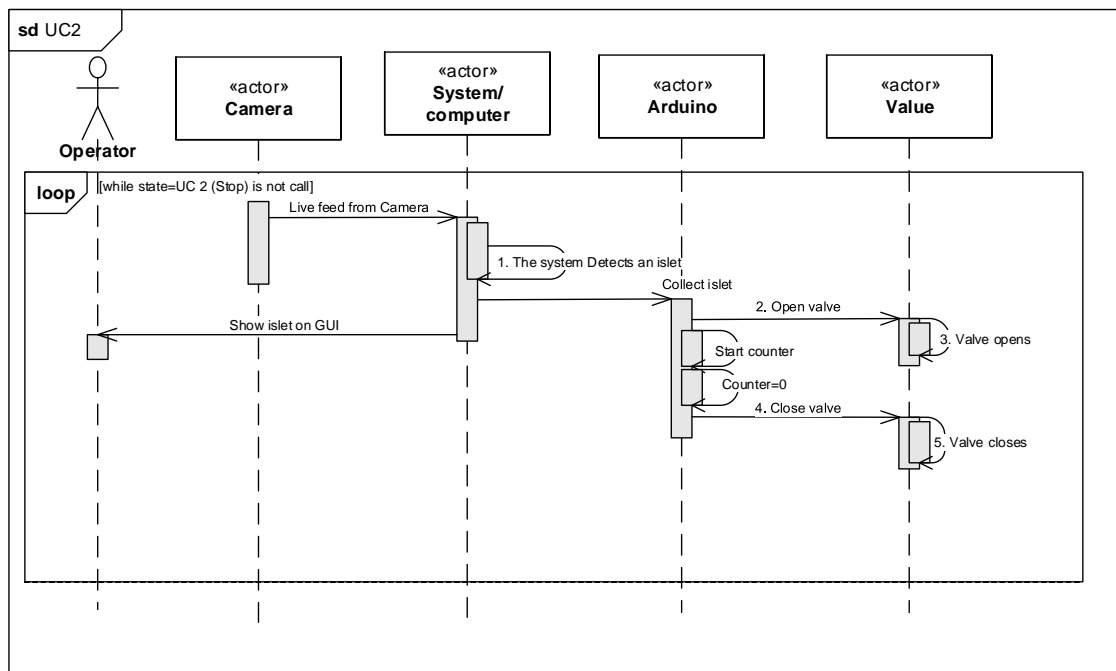 sd UC2
Operator
«actor»
Camera
«actor»
System/
computer
«actor»
Arduino
«actor»
Value
loop
[while state=UC 2 (Stop) is not call]
Live feed from Camera
1. The system Detects an islet
Collect islet
2. Open valve
Show islet on GUI
3. Valve opens
Start counter
Counter=0
4. Close valve
5. Valve closes